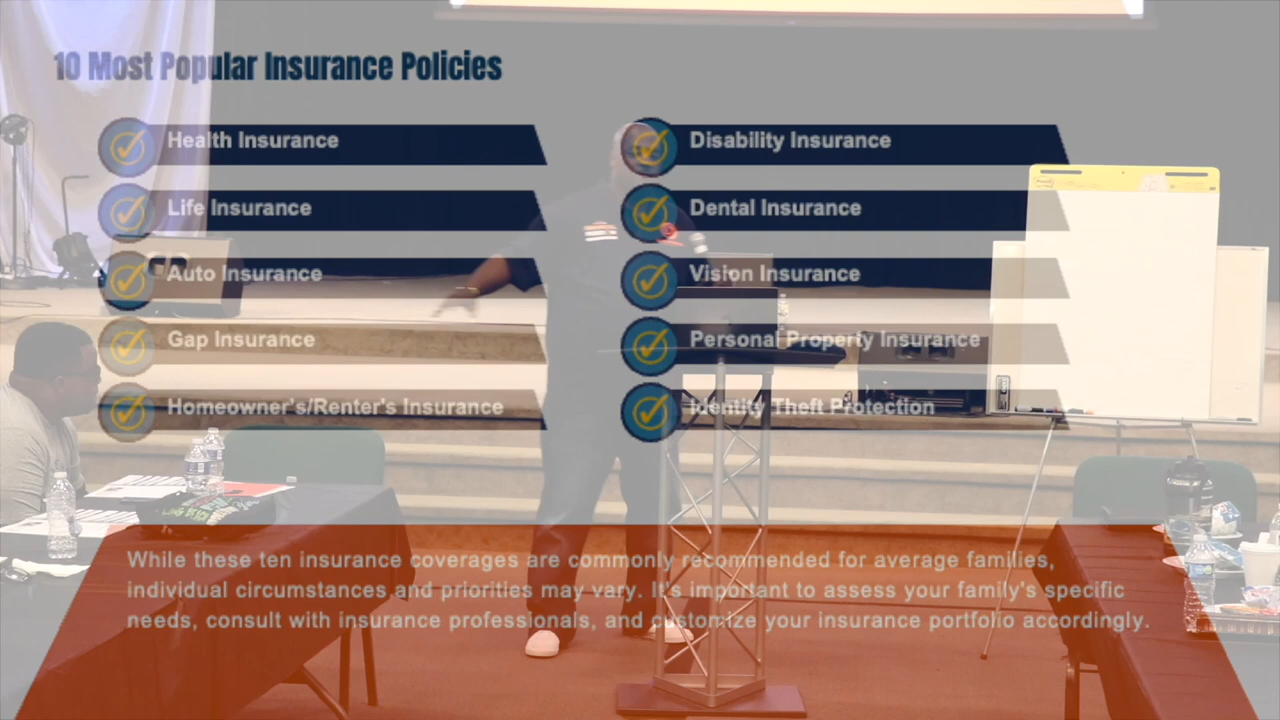 10 Most Popular Insurance Policies
Health Insurance
Life Insurance
Auto Insurance
Gap Insurance
Homeowner's/Renter's Insurance
Disability Insurance
Dental Insurance
Vision Insurance
Personal Property Insurance
Identity Theft Protection
While these ten insurance coverages are commonly recommended for average families,
individual circumstances and priorities may vary. It's important to assess your family's specific
needs, consult with insurance professionals, and customize your insurance portfolio accordingly.